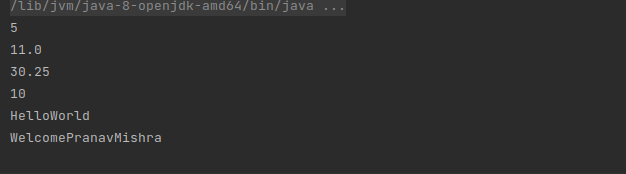 /lib/jvm/java-8-openjdk-amd64/bin/java ...
5
11.0
30.25
10
HelloWorld
WelcomePranavMishra